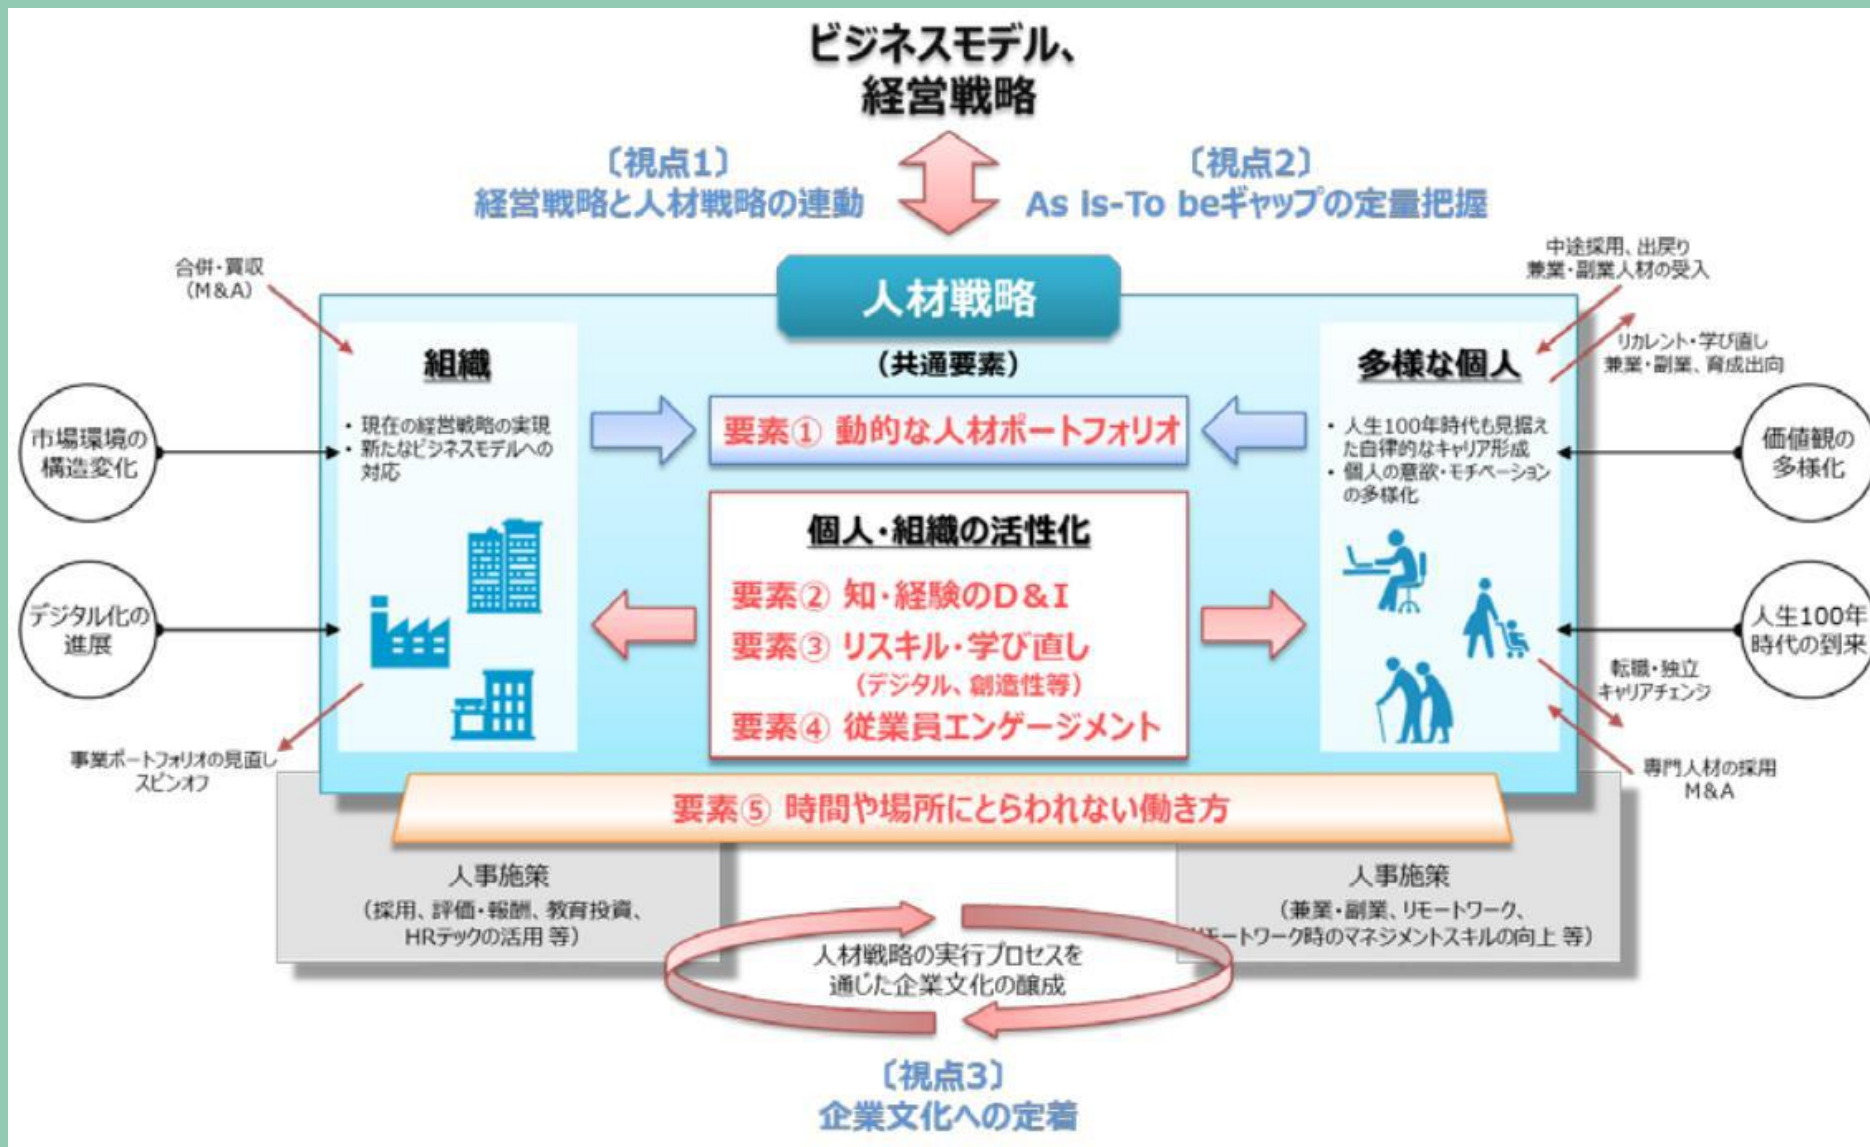 ビジネスモデル、
経営戦略
〔視点1〕
経営戦略と人材戦略の連動
〔視点2〕
As is-To beギャップの定量把握
合併・買収
（M&A）
中途採用、出戻り
兼業・副業人材の受入
リカレント・学び直し
兼業・副業、育成出向
人材戦略
（共通要素）
組織
• 現在の経営戦略の実現
• 新たなビジネスモデルへの
対応
要素① 動的な人材ポートフォリオ
多様な個人
• 人生100年時代も見据え
た自律的なキャリア形成
• 個人の意欲・モチベーション
の多様化
市場環境の
構造変化
デジタル化の
進展
価値観の
多様化
人生100年
時代の到来
個人・組織の活性化
要素② 知・経験のD＆I
要素③ リスキル・学び直し
（デジタル、創造性等）
要素④ 従業員エンゲージメント
転職・独立
キャリアチェンジ
事業ポートフォリオの見直し
スピンオフ
専門人材の採用
M&A
要素⑤ 時間や場所にとらわれない働き方
人事施策
（採用、評価・報酬、教育投資、
HRテックの活用 等）
人事施策
（兼業・副業、リモートワーク、
リモートワーク時のマネジメントスキルの向上 等）
人材戦略の実行プロセスを
通じた企業文化の醸成
〔視点3〕
企業文化への定着